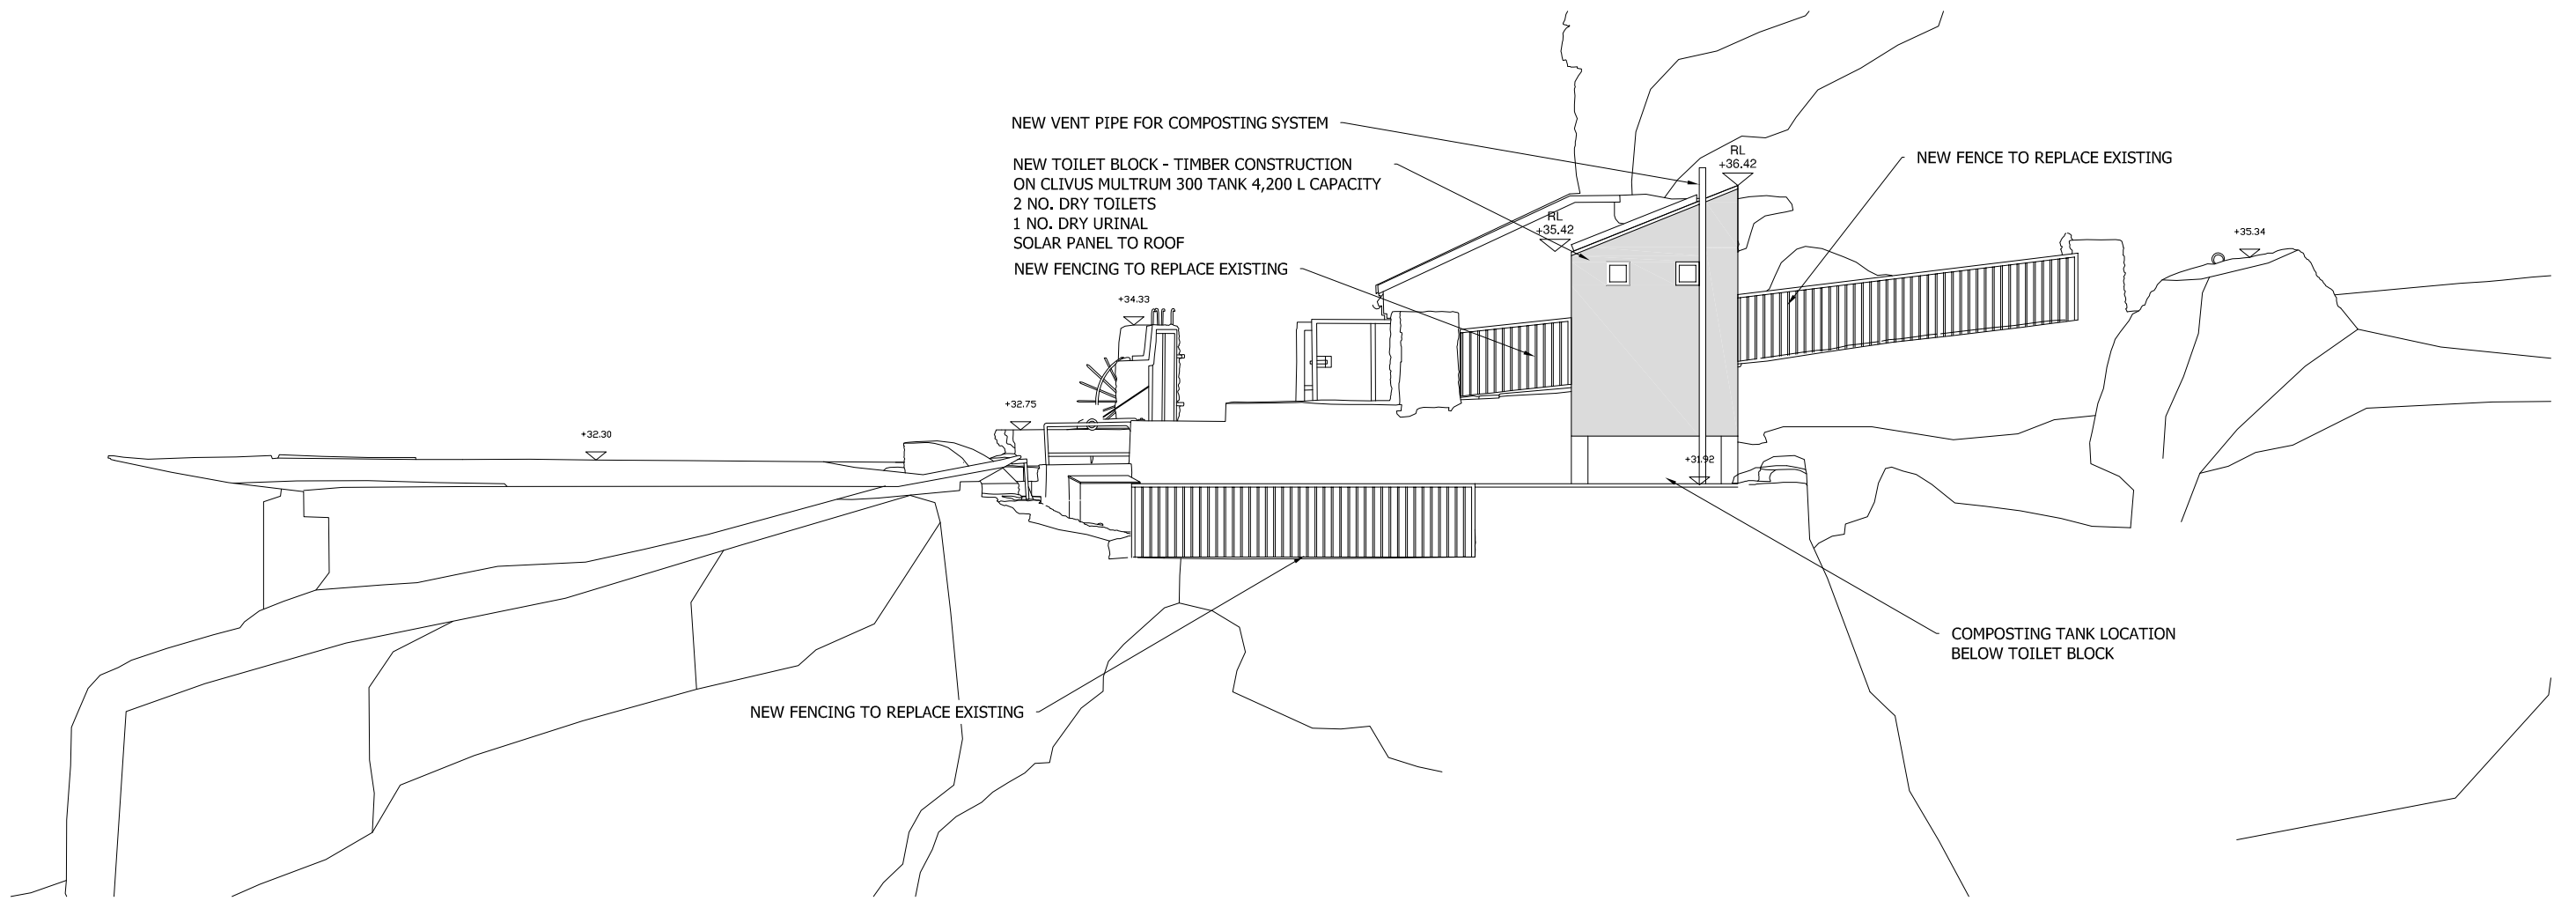 NEW VENT PIPE FOR COMPOSTING SYSTEM
NEW TOILET BLOCK - TIMBER CONSTRUCTION
ON CLIVUS MULTRUM 300 TANK 4,200 L CAPACITY
2 NO. DRY TOILETS
1 NO. DRY URINAL
SOLAR PANEL TO ROOF
NEW FENCING TO REPLACE EXISTING
RL
+36.42
NEW FENCE TO REPLACE EXISTING
RL
+35.42
+35.34
+34.33
+32.75
+32.30
+31.92
COMPOSTING TANK LOCATION
BELOW TOILET BLOCK
NEW FENCING TO REPLACE EXISTING